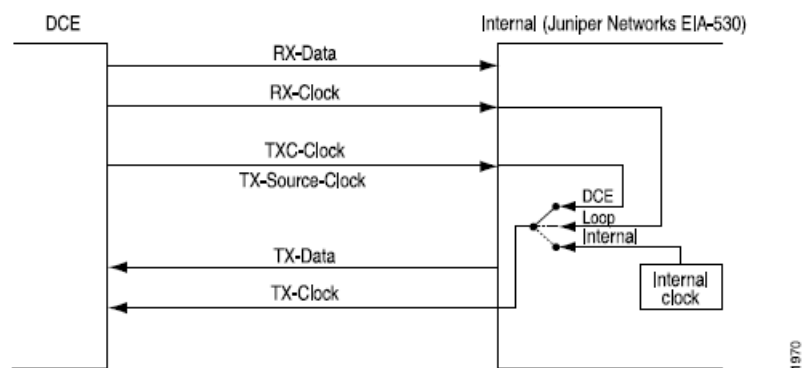 DCE
Internal (Juniper Networks EIA-530)
RX-Data
RX-Clock
TXC-Clock
TX-Source-Clock
DCE
Loop
Internal
TX-Data
TX-Clock
Internal
clock
1970